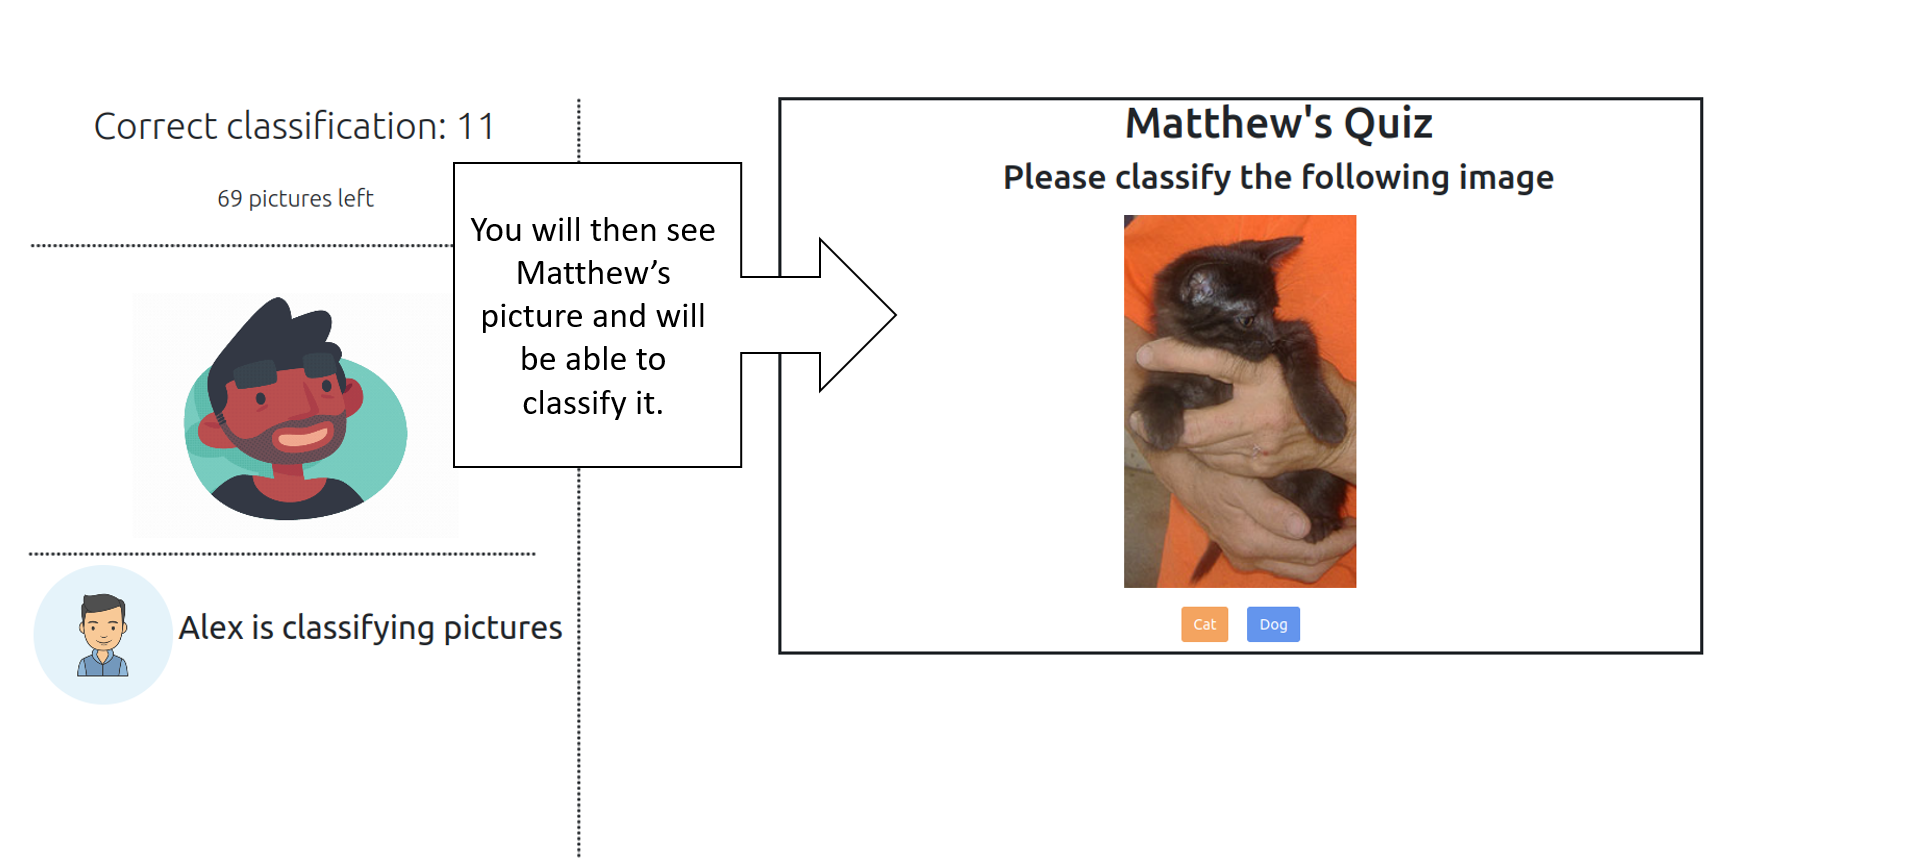 Correct classification: 11
69 pictures left
Alex is classifying pictures
You will then see
Matthew’s
picture and will
be able to
classify it.
Matthew's Quiz
Please classify the following image
Cat
Dog